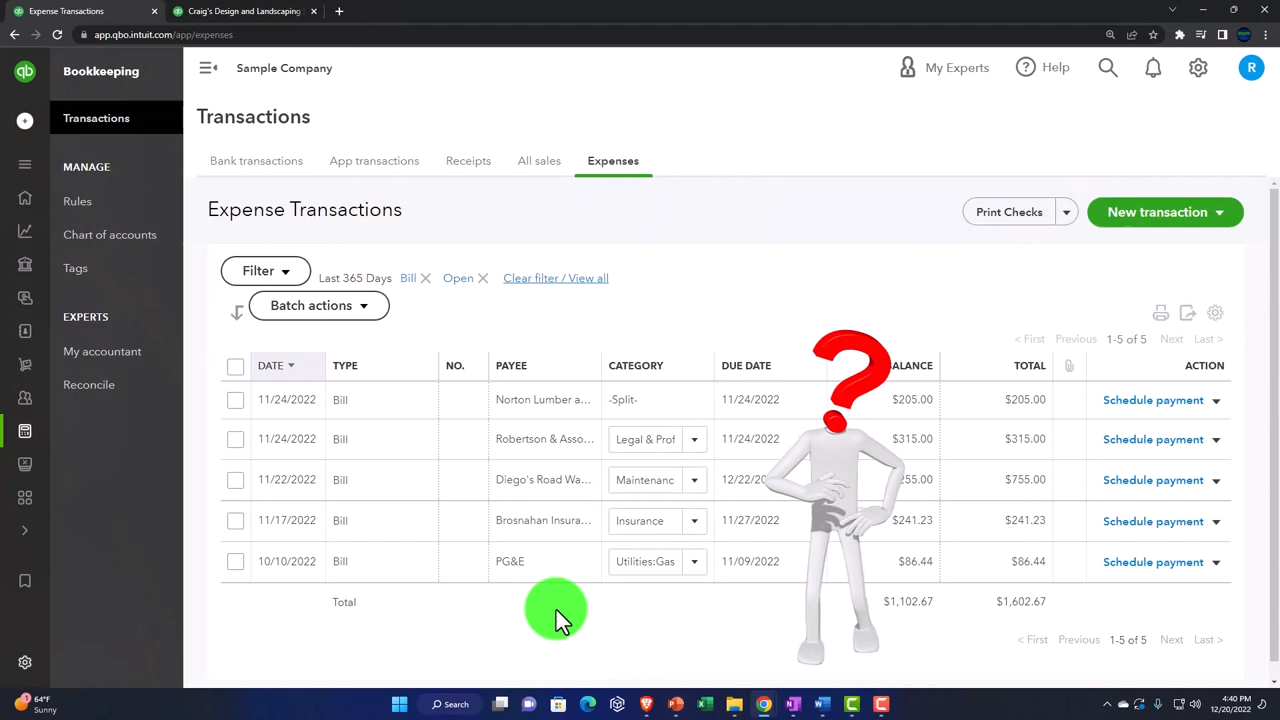 Expense Transactions
Craig's Design and Landscaping
app.qbo.intuit.com/app/expenses
qb
Bookkeeping
Sample Company
My Experts
Help
R
Transactions
Transactions
MANAGE
Rules
Chart of accounts
Tags
EXPERTS
My accountant
Reconcile
Bank transactions App transactions Receipts All sales Expenses
Expense Transactions
Print Checks
New transaction
Filter
Last 365 Days Bill Open Clear filter / View all
Batch actions
< First Previous 1-5 of 5 Next Last >
DATE TYPE NO. PAYEE CATEGORY DUE DATE ALANCE TOTAL ACTION
11/24/2022 Bill Norton Lumber a... -Split- 11/24/2022 $205.00 $205.00 Schedule payment
11/24/2022 Bill Robertson & Asso... Legal & Prof 11/24/2022 $315.00 $315.00 Schedule payment
11/22/2022 Bill Diego's Road Wa... Maintenanc 12/22/20 255.00 $755.00 Schedule payment
11/17/2022 Bill Brosnahan Insura... Insurance 11/27/2022 $241.23 $241.23 Schedule payment
10/10/2022 Bill PG&E Utilities:Gas 11/09/2022 $86.44 $86.44 Schedule payment
Total $1,102.67 $1,602.67
< First Previous 1-5 of 5 Next Last >
64°F
Sunny
Search
4:40 PM
12/20/2022